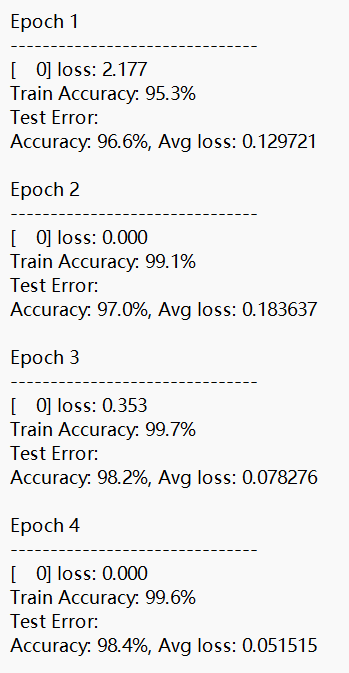 Epoch 1
-------------------------------
[    0] loss: 2.177
Train Accuracy: 95.3%
Test Error:
Accuracy: 96.6%, Avg loss: 0.129721
Epoch 2
-------------------------------
[    0] loss: 0.000
Train Accuracy: 99.1%
Test Error:
Accuracy: 97.0%, Avg loss: 0.183637
Epoch 3
-------------------------------
[    0] loss: 0.353
Train Accuracy: 99.7%
Test Error:
Accuracy: 98.2%, Avg loss: 0.078276
Epoch 4
-------------------------------
[    0] loss: 0.000
Train Accuracy: 99.6%
Test Error:
Accuracy: 98.4%, Avg loss: 0.051515